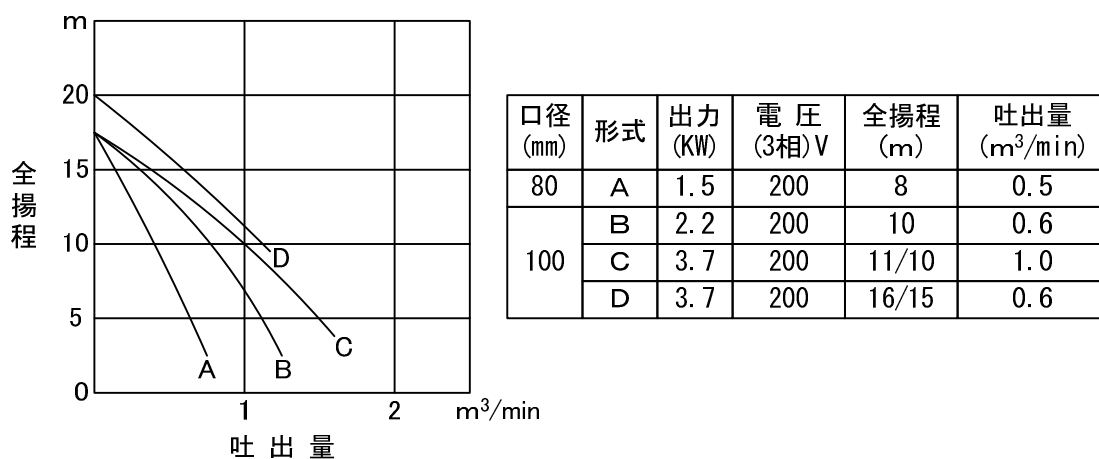 m
20
15
10
5
0
全揚程
A
B
C
D
1
2
m³/min
吐出量
口径(mm) 形式 出力(KW) 電圧(3相)V 全揚程(m) 吐出量(m³/min)
80 A 1.5 200 8 0.5
100 B 2.2 200 10 0.6
C 3.7 200 11/10 1.0
D 3.7 200 16/15 0.6